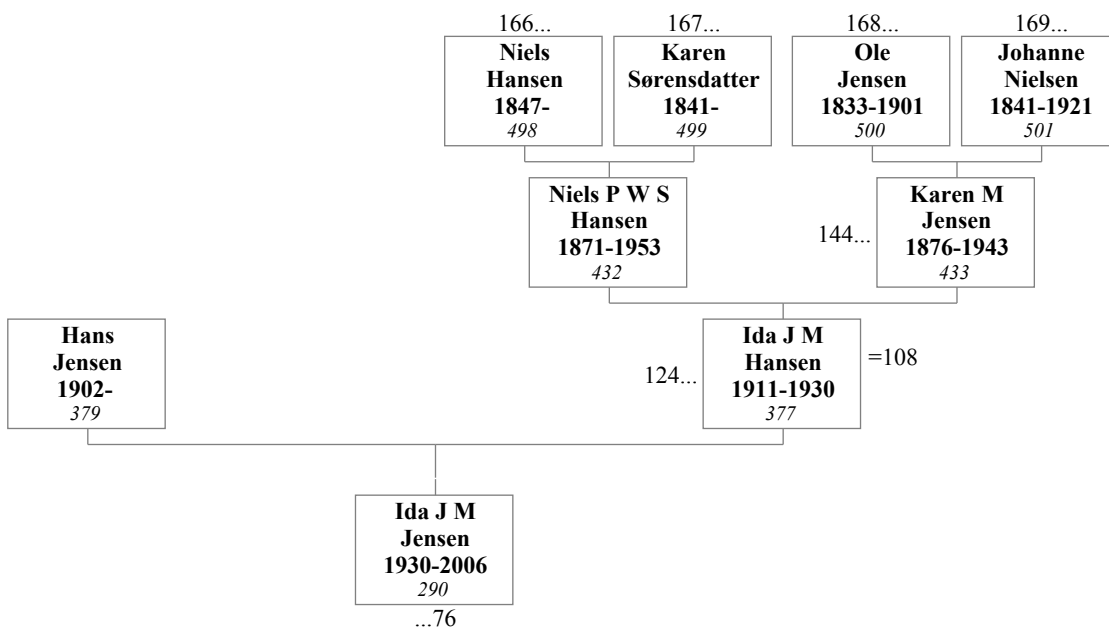 166...
167...
168...
169...
Niels
Hansen
1847-
498
Karen
Sørensdatter
1841-
499
Ole
Jensen
1833-1901
500
Johanne
Nielsen
1841-1921
501
Niels P W S
Hansen
1871-1953
432
144...
Karen M
Jensen
1876-1943
433
Hans
Jensen
1902-
379
124...
Ida J M
Hansen
1911-1930
377
=108
Ida J M
Jensen
1930-2006
290
...76